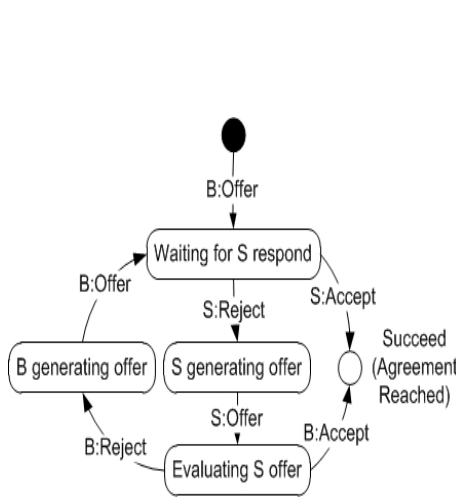 B:Offer
Waiting for S respond
B:Offer
S:Accept
S:Reject
Succeed
(Agreement
Reached)
B generating offer
S generating offer
S:Offer
B:Accept
B:Reject
Evaluating S offer